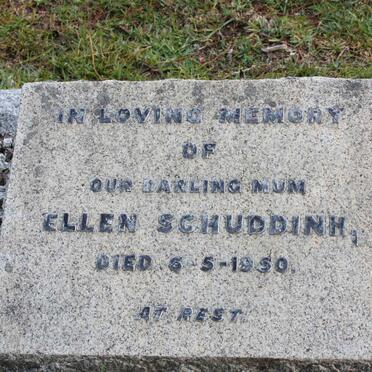 IN LOVING MEMORY
OF
OUR DARLING MUM
ELLEN SCHUDDINH,
DIED 6-5-1950.
AT REST